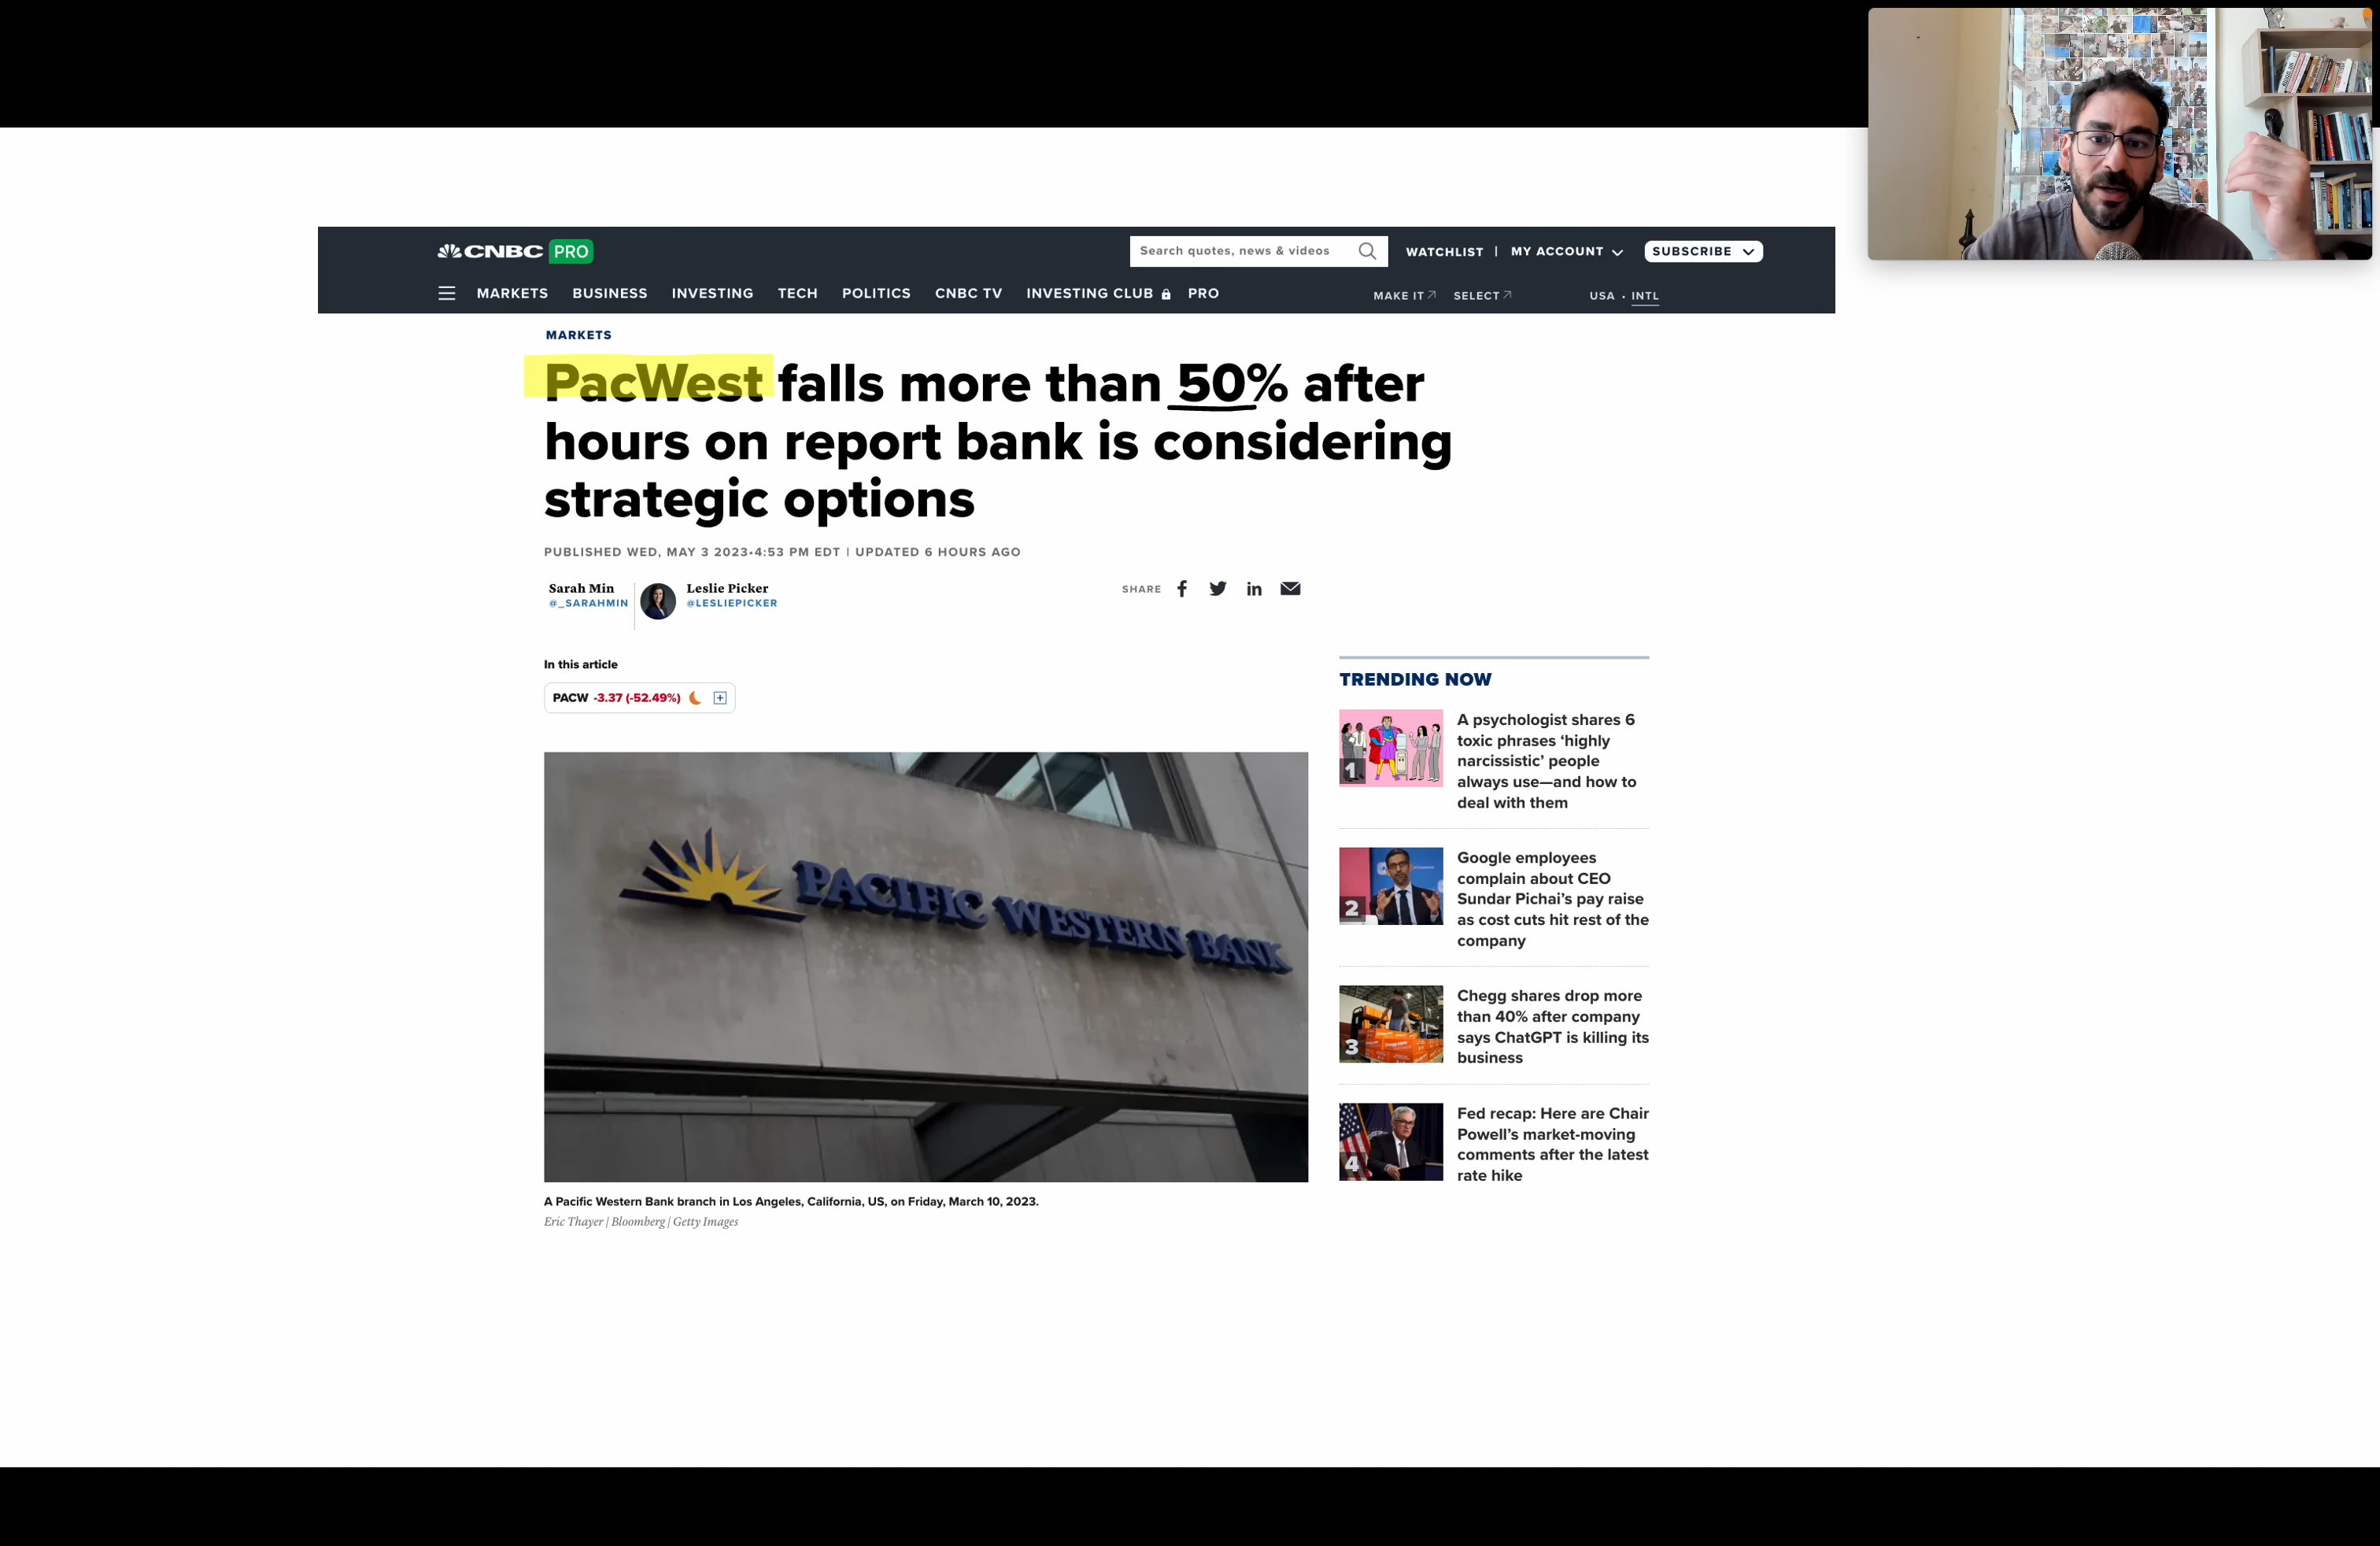 CNBC PRO
Search quotes, news & videos
WATCHLIST | MY ACCOUNT
SUBSCRIBE
MARKETS BUSINESS INVESTING TECH POLITICS CNBC TV INVESTING CLUB PRO
MAKE IT SELECT
USA • INTL
MARKETS
PacWest falls more than 50% after
hours on report bank is considering
strategic options
PUBLISHED WED, MAY 3 2023•4:53 PM EDT | UPDATED 6 HOURS AGO
Sarah Min
@_SARAHMIN
Leslie Picker
@LESLIEPICKER
SHARE
In this article
PACW -3.37 (-52.49%)
PACIFIC WESTERN BANK
A Pacific Western Bank branch in Los Angeles, California, US, on Friday, March 10, 2023.
Eric Thayer | Bloomberg | Getty Images
TRENDING NOW
1
A psychologist shares 6
toxic phrases ‘highly
narcissistic’ people
always use—and how to
deal with them
2
Google employees
complain about CEO
Sundar Pichai’s pay raise
as cost cuts hit rest of the
company
3
Chegg shares drop more
than 40% after company
says ChatGPT is killing its
business
4
Fed recap: Here are Chair
Powell’s market-moving
comments after the latest
rate hike